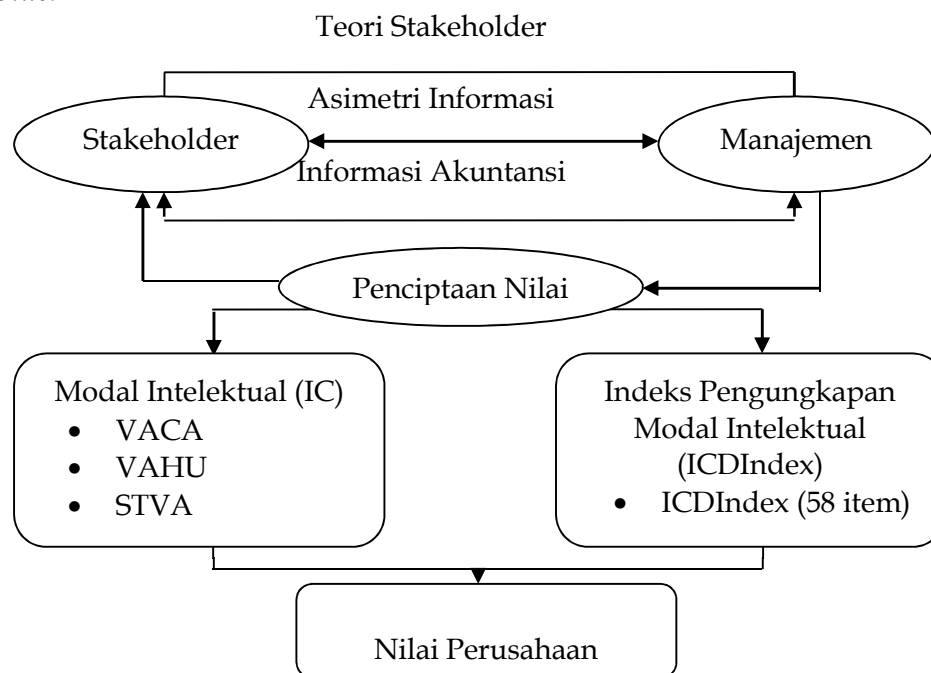 Teori Stakeholder
Asimetri Informasi
Stakeholder
Manajemen
Informasi Akuntansi
Penciptaan Nilai
Modal Intelektual (IC)
• VACA
• VAHU
• STVA
Indeks Pengungkapan
Modal Intelektual
(ICDIndex)
• ICDIndex (58 item)
Nilai Perusahaan